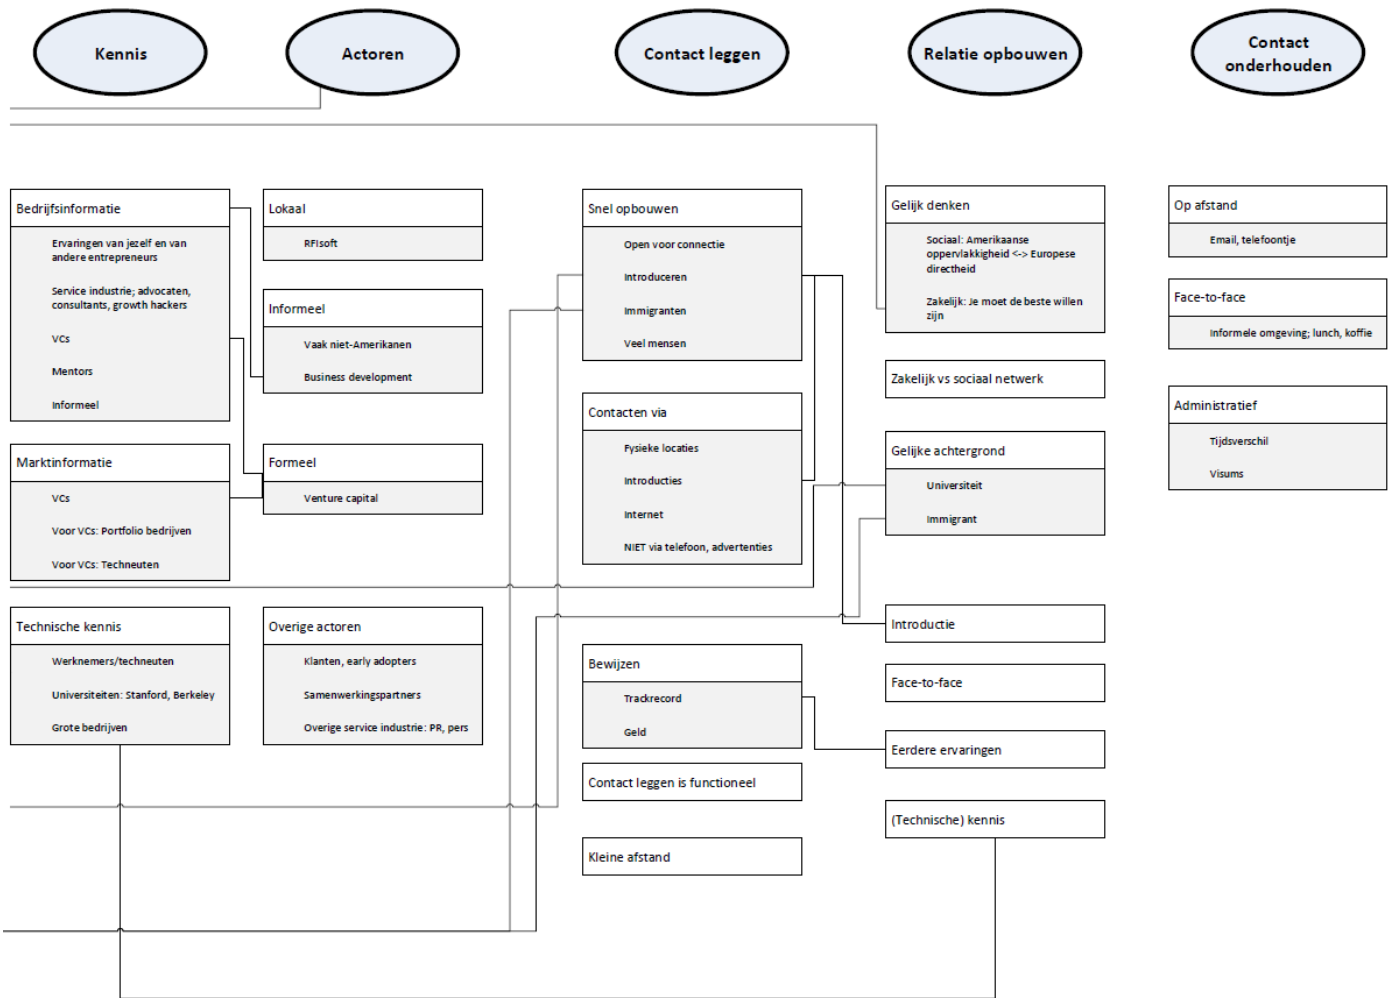 Kennis
Actoren
Contact leggen
Relatie opbouwen
Contact
onderhouden
Bedrijfsinformatie
Ervaringen van jezelf en van
andere entrepreneurs
Service industrie; advocaten,
consultants, growth hackers
VCs
Mentors
Informeel
Marktinformatie
VCs
Voor VCs: Portfolio bedrijven
Voor VCs: Techneuten
Technische kennis
Werknemers/techneuten
Universiteiten: Stanford, Berkeley
Grote bedrijven
Lokaal
RFIsoft
Informeel
Vaak niet-Amerikanen
Business development
Formeel
Venture capital
Overige actoren
Klanten, early adopters
Samenwerkingspartners
Overige service industrie: PR, pers
Snel opbouwen
Open voor connectie
Introduceren
Immigranten
Veel mensen
Contacten via
Fysieke locaties
Introducties
Internet
NIET via telefoon, advertenties
Bewijzen
Trackrecord
Geld
Contact leggen is functioneel
Kleine afstand
Gelijk denken
Sociaal: Amerikaanse
oppervlakkigheid <-> Europese
directheid
Zakelijk: Je moet de beste willen
zijn
Zakelijk vs sociaal netwerk
Gelijke achtergrond
Universiteit
Immigrant
Introductie
Face-to-face
Eerdere ervaringen
(Technische) kennis
Op afstand
Email, telefoontje
Face-to-face
Informele omgeving; lunch, koffie
Administratief
Tijdsverschil
Visums